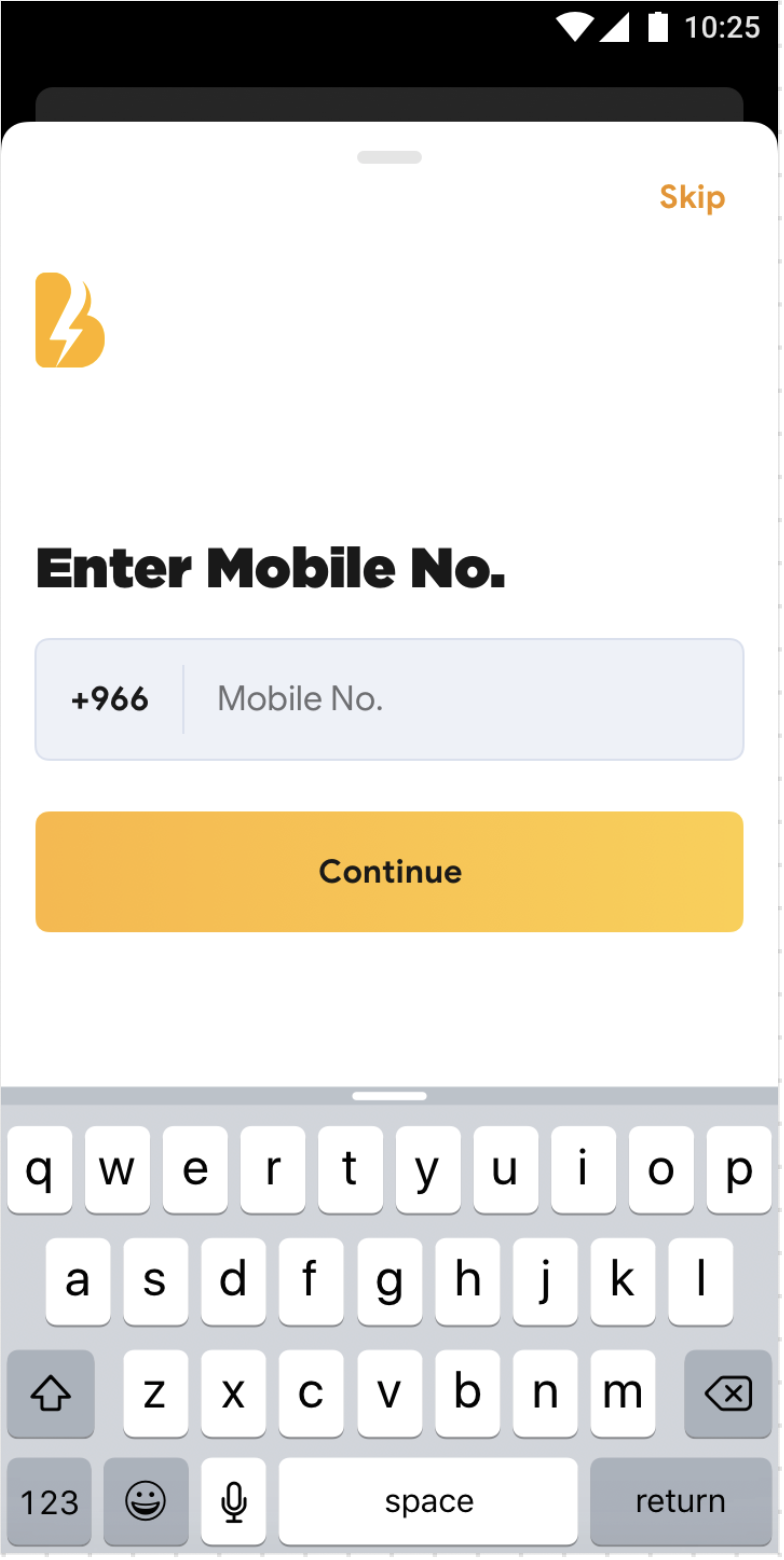 10:25
Skip
Enter Mobile No.
+966 Mobile No.
Continue
q w e r t y u i o p
a s d f g h j k l
z x c v b n m
123 space return